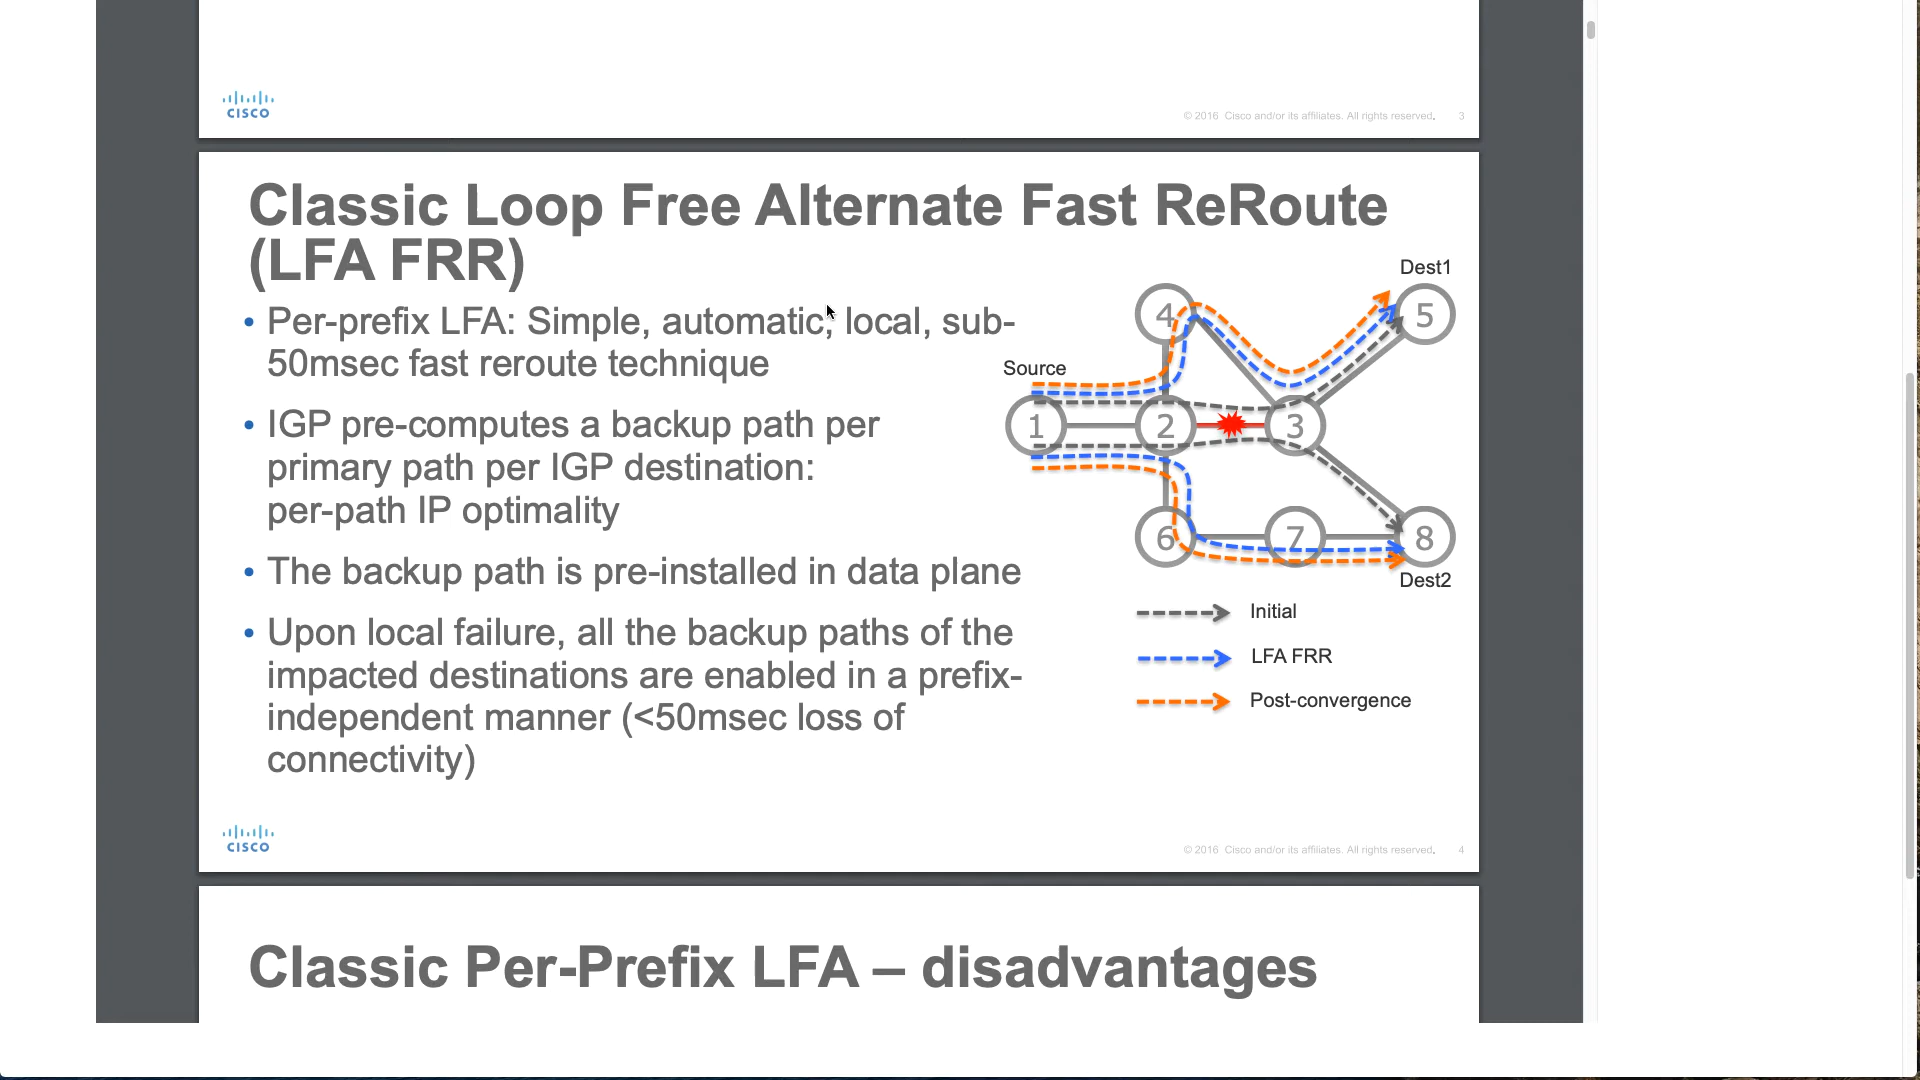 CISCO
© 2016 Cisco and/or its affiliates. All rights reserved. 3
Classic Loop Free Alternate Fast ReRoute
(LFA FRR)
• Per-prefix LFA: Simple, automatic, local, sub-
50msec fast reroute technique
• IGP pre-computes a backup path per
primary path per IGP destination:
per-path IP optimality
• The backup path is pre-installed in data plane
• Upon local failure, all the backup paths of the
impacted destinations are enabled in a prefix-
independent manner (<50msec loss of
connectivity)
Dest1
4
5
Source
1
2
3
6
7
8
Dest2
Initial
LFA FRR
Post-convergence
CISCO
© 2016 Cisco and/or its affiliates. All rights reserved. 4
Classic Per-Prefix LFA – disadvantages